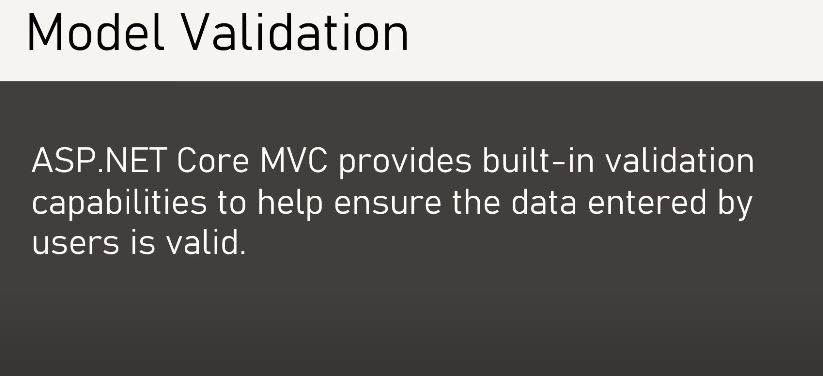 Model Validation
ASP.NET Core MVC provides built-in validation
capabilities to help ensure the data entered by
users is valid.